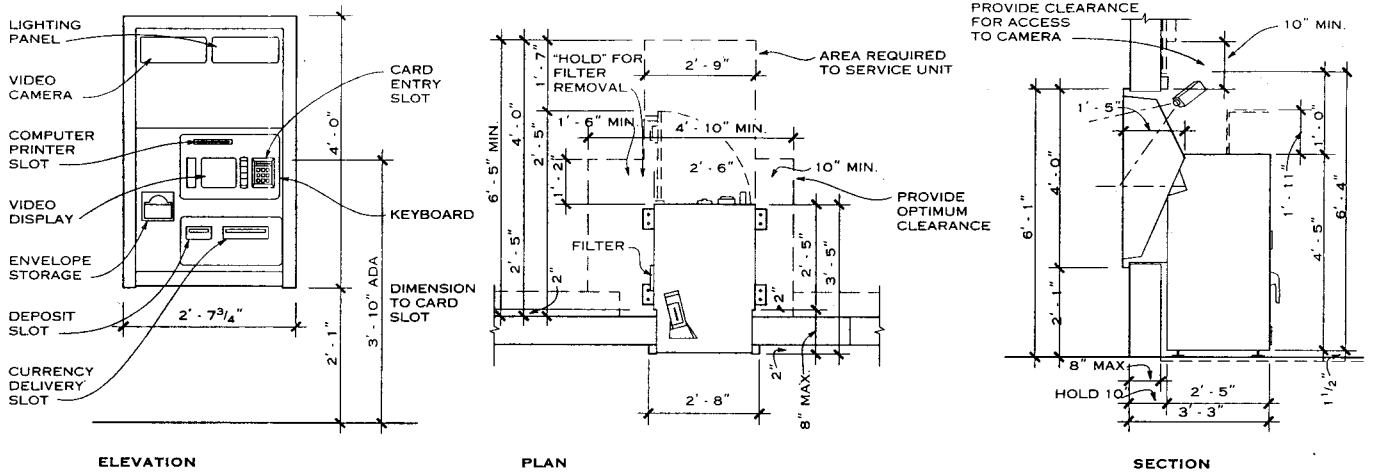 LIGHTING
PANEL
VIDEO
CAMERA
COMPUTER
PRINTER
SLOT
VIDEO
DISPLAY
ENVELOPE
STORAGE
DEPOSIT
SLOT
CURRENCY
DELIVERY
SLOT
CARD
ENTRY
SLOT
KEYBOARD
DIMENSION
TO CARD
SLOT
4' - 0"
3' - 10" ADA
2' - 1"
2' - 7 3/4"
ELEVATION
"HOLD" FOR
FILTER
REMOVAL
2' - 9"
AREA REQUIRED
TO SERVICE UNIT
1' - 7"
6' - 5" MIN.
4' - 0"
2' - 5"
1' - 6" MIN.
4' - 10" MIN.
1' - 2"
2' - 6"
10" MIN.
PROVIDE
OPTIMUM
CLEARANCE
FILTER
2' - 5"
2"
2"
2' - 5"
3' - 5"
2"
8" MAX.
2' - 8"
PLAN
PROVIDE CLEARANCE
FOR ACCESS
TO CAMERA
10" MIN.
1' - 5"
1' - 0"
1' - 11"
6' - 1"
4' - 0"
2' - 1"
4' - 5"
6' - 4"
8" MAX
HOLD 10
2' - 5"
3' - 3"
1 1/2"
SECTION